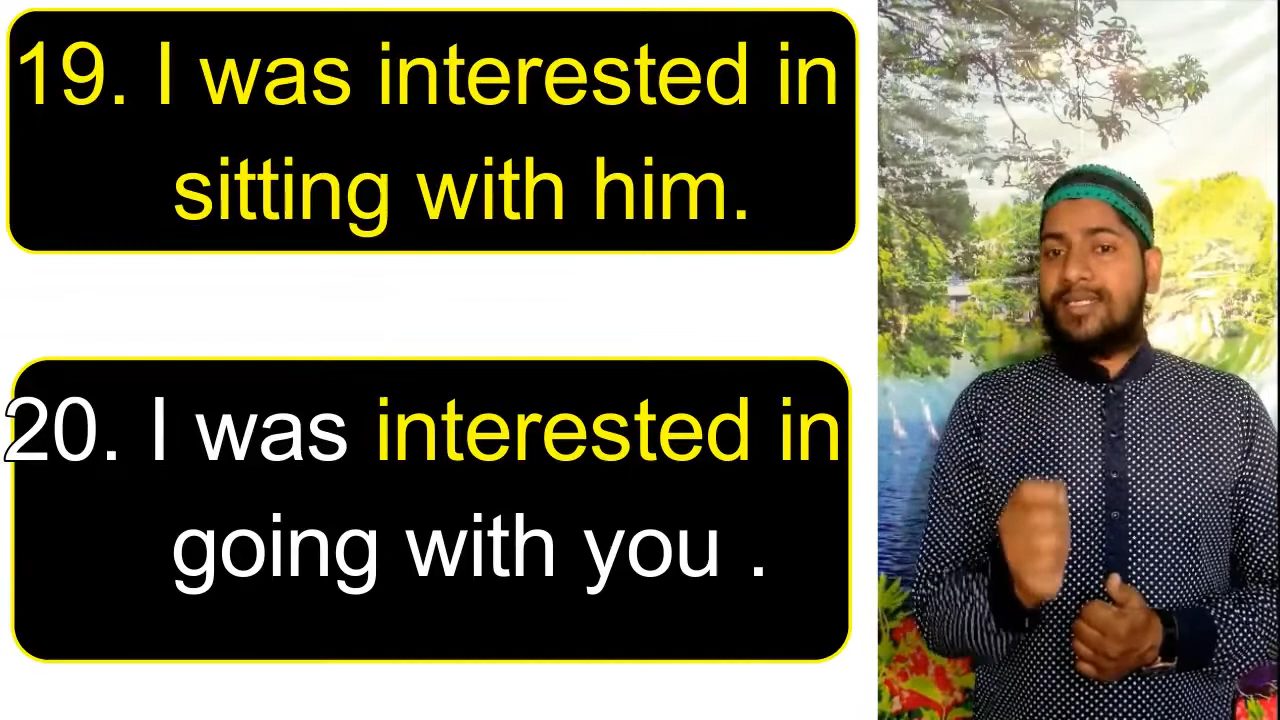 19. I was interested in
sitting with him.
20. I was interested in
going with you .